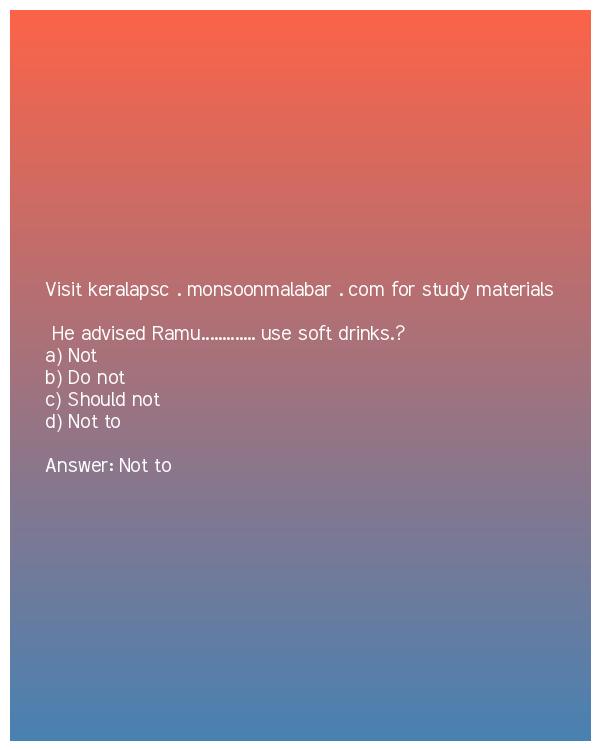 Visit keralapsc . monsoonmalabar . com for study materials
He advised Ramu............. use soft drinks.?
a) Not
b) Do not
c) Should not
d) Not to
Answer: Not to